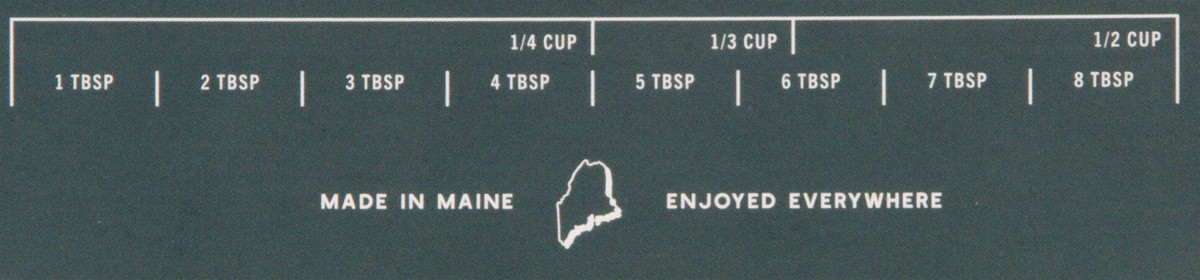 1/4 CUP 1/3 CUP 1/2 CUP
1 TBSP 2 TBSP 3 TBSP 4 TBSP 5 TBSP 6 TBSP 7 TBSP 8 TBSP
MADE IN MAINE ENJOYED EVERYWHERE